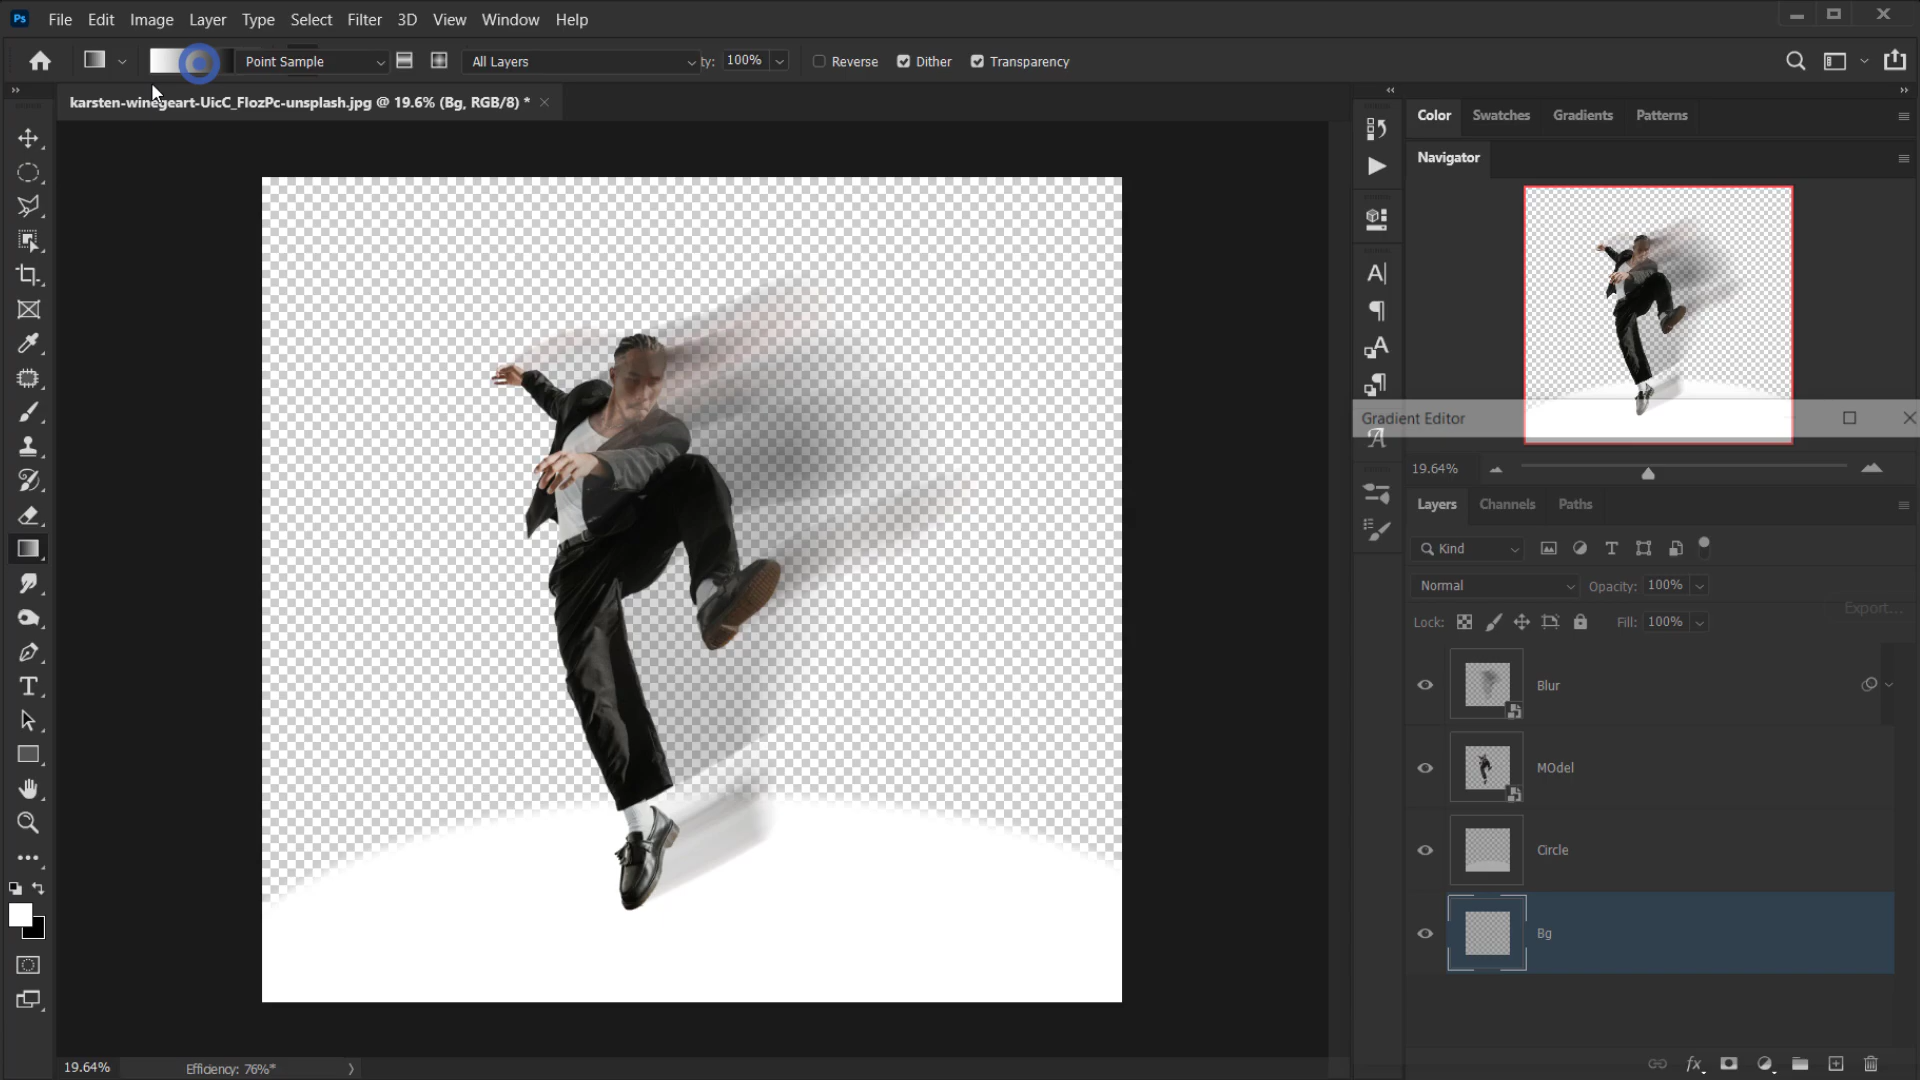 Ps File Edit Image Layer Type Select Filter 3D View Window Help
Point Sample All Layers ty: 100% Reverse Dither Transparency
karsten-winegeart-UicC_FlozPc-unsplash.jpg @ 19.6% (Bg, RGB/8) *
Color Swatches Gradients Patterns
Navigator
Gradient Editor
19.64%
Layers Channels Paths
Kind
Normal Opacity: 100%
Export...
Lock: Fill: 100%
Blur
MOdel
Circle
Bg
19.64% Efficiency: 76%*
fx